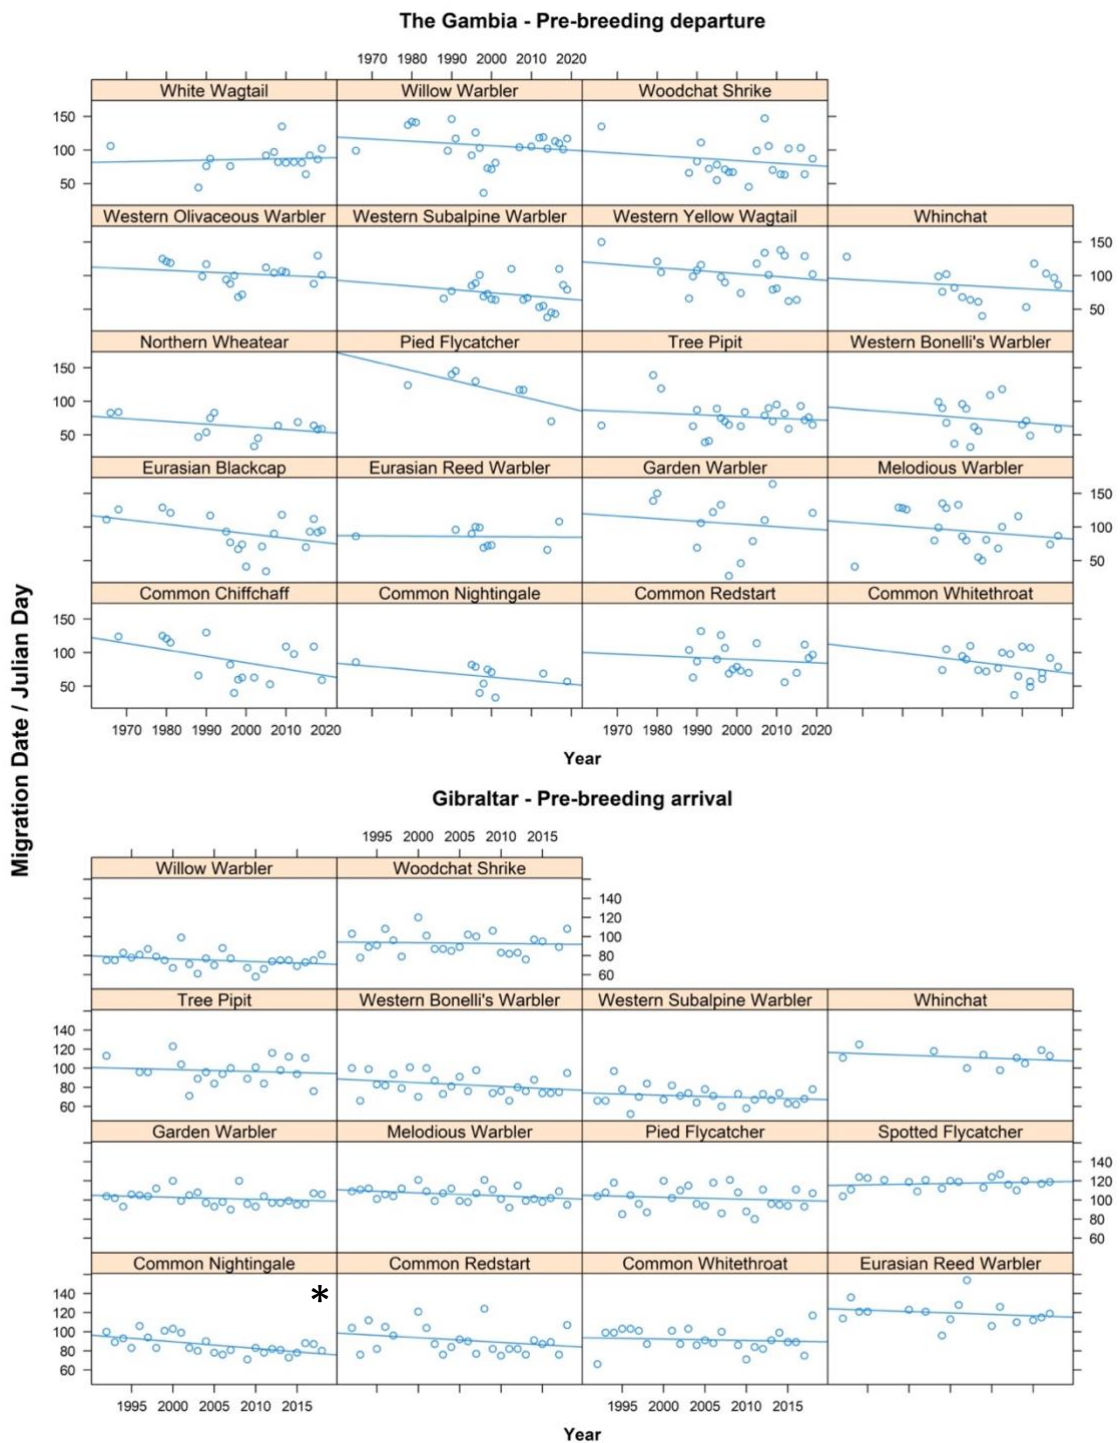 The Gambia - Pre-breeding departure
1970 1980 1990 2000 2010 2020
White Wagtail Willow Warbler Woodchat Shrike
150
100
50
Western Olivaceous Warbler Western Subalpine Warbler Western Yellow Wagtail Whinchat
150
100
50
Northern Wheatear Pied Flycatcher Tree Pipit Western Bonelli's Warbler
150
100
50
Eurasian Blackcap Eurasian Reed Warbler Garden Warbler Melodious Warbler
150
100
50
Common Chiffchaff Common Nightingale Common Redstart Common Whitethroat
150
100
50
1970 1980 1990 2000 2010 2020 1970 1980 1990 2000 2010 2020
Year
Migration Date / Julian Day
Gibraltar - Pre-breeding arrival
1995 2000 2005 2010 2015
Willow Warbler Woodchat Shrike
140
120
100
80
60
Tree Pipit Western Bonelli's Warbler Western Subalpine Warbler Whinchat
140
120
100
80
60
Garden Warbler Melodious Warbler Pied Flycatcher Spotted Flycatcher
140
120
100
80
60
Common Nightingale Common Redstart Common Whitethroat Eurasian Reed Warbler
*
140
120
100
80
60
1995 2000 2005 2010 2015 1995 2000 2005 2010 2015
Year